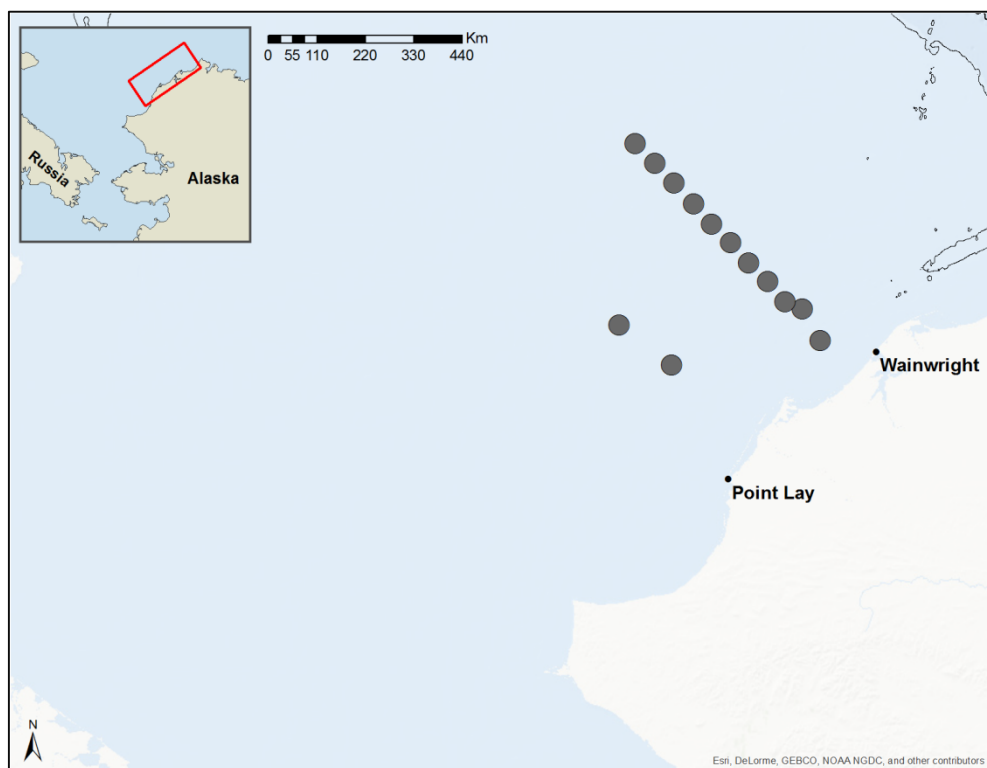 Km
0 55 110 220 330 440
Russia
Alaska
Wainwright
Point Lay
N
Esri, DeLorme, GEBCO, NOAA NGDC, and other contributors